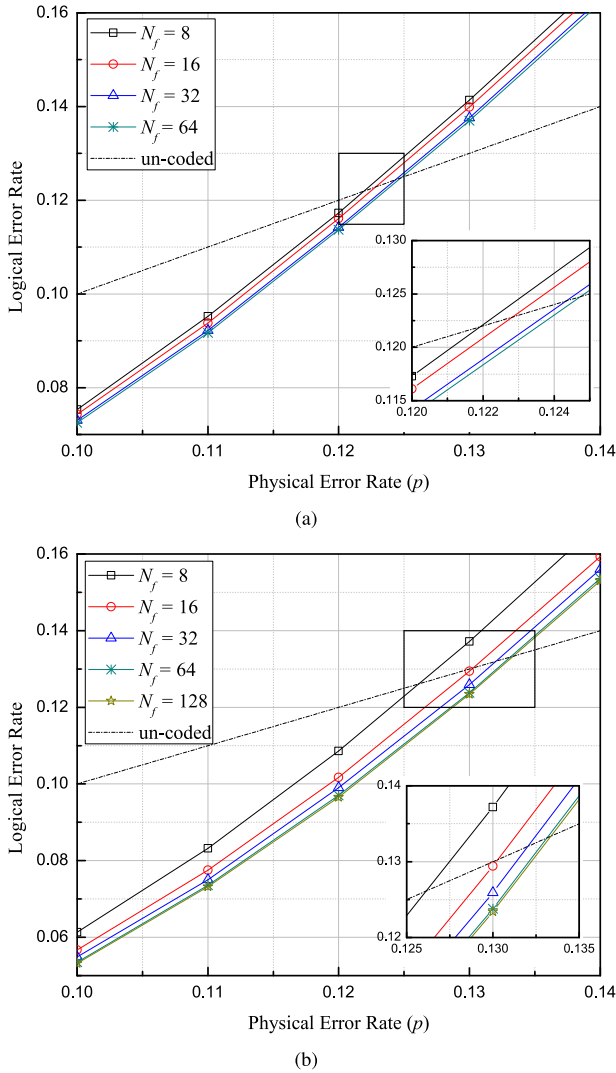 0.16
0.14
0.12
0.10
0.08
Logical Error Rate
N_f = 8
N_f = 16
N_f = 32
N_f = 64
un-coded
0.130
0.125
0.120
0.115
0.120 0.122 0.124
0.10 0.11 0.12 0.13 0.14
Physical Error Rate (p)
(a)
0.16
0.14
0.12
0.10
0.08
0.06
Logical Error Rate
N_f = 8
N_f = 16
N_f = 32
N_f = 64
N_f = 128
un-coded
0.14
0.13
0.12
0.125 0.130 0.135
0.10 0.11 0.12 0.13 0.14
Physical Error Rate (p)
(b)